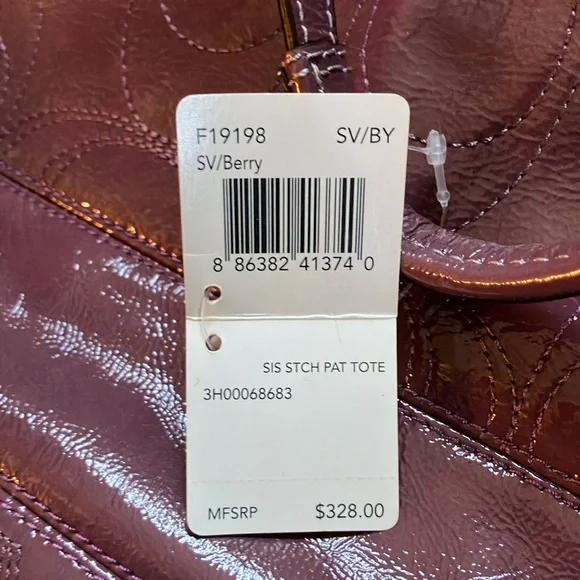 F19198 SV/BY
SV/Berry
8 86382 41374 0
SIS STCH PAT TOTE
3H00068683
MFSRP $328.00